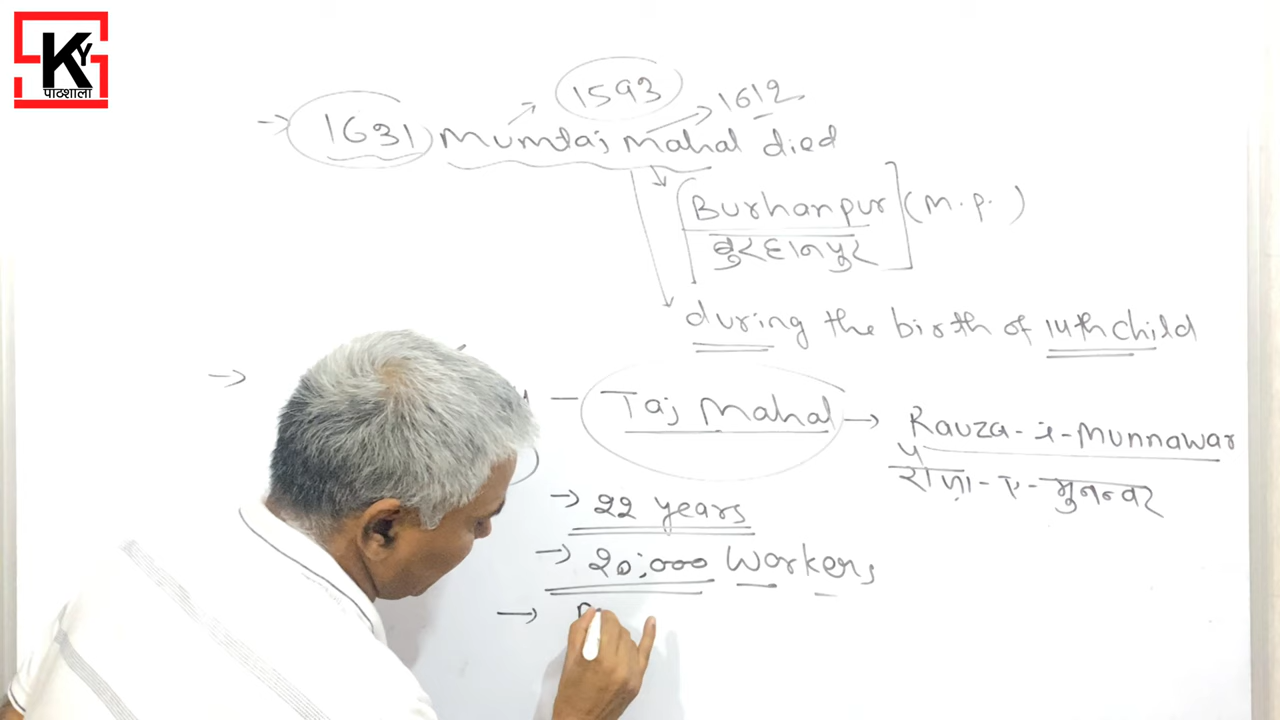 SKY
पाठशाला
1593
1612
→ 1631 Mumtaj Mahal died
Burhanpur (M.P.)
बुरहानपुर
during the birth of 14th child
→ — Taj Mahal → Rauza-i-Munnawar
रोज़ा-ए-मुनव्वर
→ 22 years
→ 20,000 Workers
→